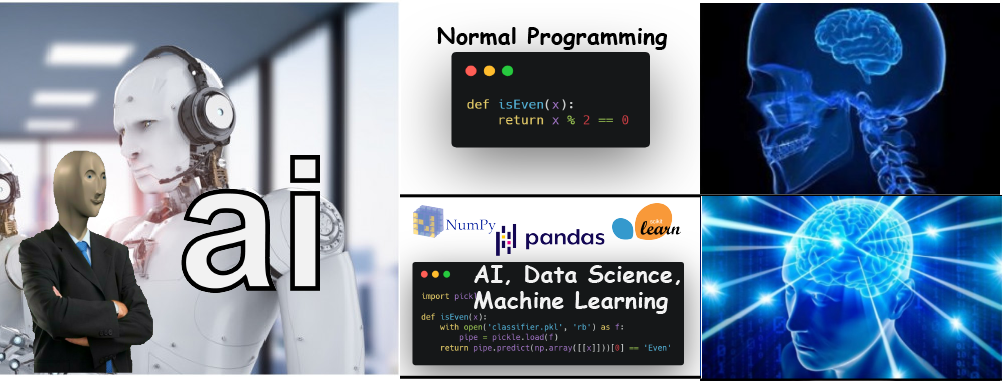 ai
Normal Programming
def isEven(x):
return x % 2 == 0
NumPy
pandas
scikit
learn
AI, Data Science,
Machine Learning
import pick
def isEven(x):
with open('classifier.pkl', 'rb') as f:
pipe = pickle.load(f)
return pipe.predict(np.array([[x]]))[0] == 'Even'